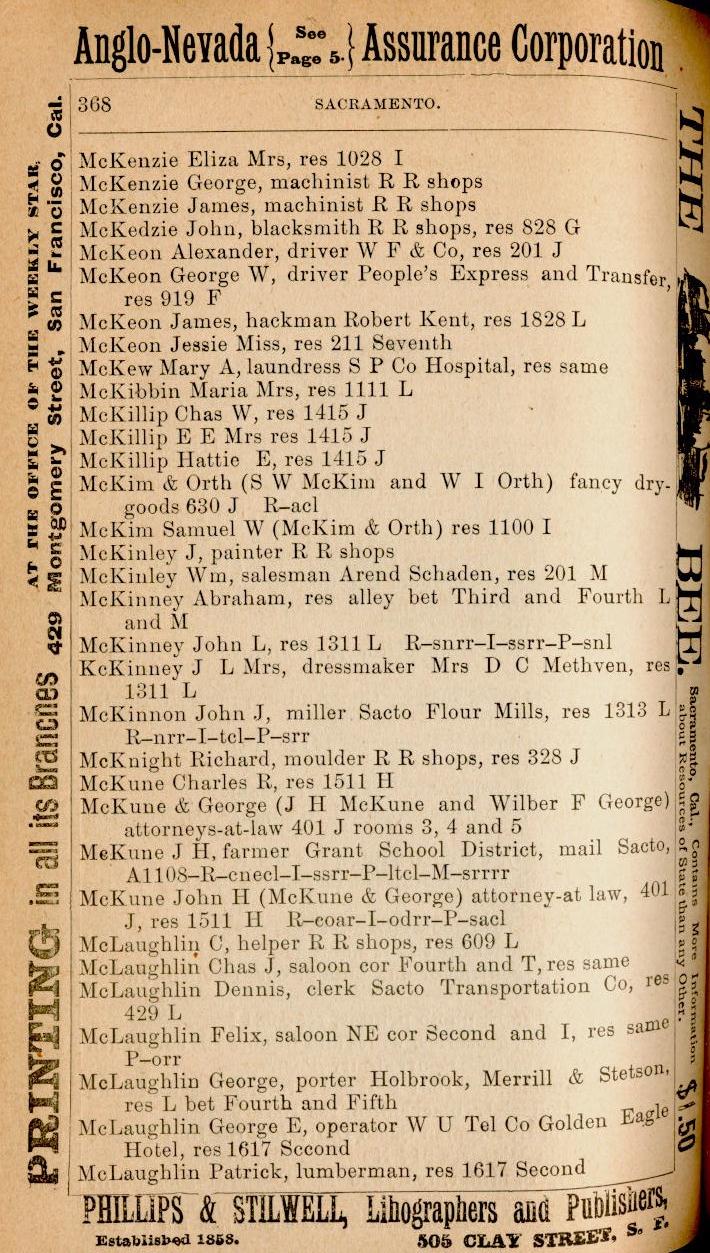 Anglo-Nevada { See Page 5. } Assurance Corporation
368 SACRAMENTO.
McKenzie Eliza Mrs, res 1028 I
McKenzie George, machinist R R shops
McKenzie James, machinist R R shops
McKedzie John, blacksmith R R shops, res 828 G
McKeon Alexander, driver W F & Co, res 201 J
McKeon George W, driver People's Express and Transfer,
res 919 F
McKeon James, hackman Robert Kent, res 1828 L
McKeon Jessie Miss, res 211 Seventh
McKew Mary A, laundress S P Co Hospital, res same
McKibbin Maria Mrs, res 1111 L
McKillip Chas W, res 1415 J
McKillip E E Mrs res 1415 J
McKillip Hattie E, res 1415 J
McKim & Orth (S W McKim and W I Orth) fancy dry-
goods 630 J R–acl
McKim Samuel W (McKim & Orth) res 1100 I
McKinley J, painter R R shops
McKinley Wm, salesman Arend Schaden, res 201 M
McKinney Abraham, res alley bet Third and Fourth L
and M
McKinney John L, res 1311 L R–snrr–I–ssrr–P–snl
KcKinney J L Mrs, dressmaker Mrs D C Methven, res
1311 L
McKinnon John J, miller Sacto Flour Mills, res 1313 L
R–nrr–I–tcl–P–srr
McKnight Richard, moulder R R shops, res 328 J
McKune Charles R, res 1511 H
McKune & George (J H McKune and Wilber F George)
attorneys-at-law 401 J rooms 3, 4 and 5
McKune J H, farmer Grant School District, mail Sacto,
A1108–R–cnecl–I–ssrr–P–ltcl–M–srrrr
McKune John H (McKune & George) attorney-at law, 401
J, res 1511 H R–coar–I–odrr–P–sacl
McLaughlin C, helper R R shops, res 609 L
McLaughlin Chas J, saloon cor Fourth and T, res same
McLaughlin Dennis, clerk Sacto Transportation Co, res
429 L
McLaughlin Felix, saloon NE cor Second and I, res same
P–orr
McLaughlin George, porter Holbrook, Merrill & Stetson,
res L bet Fourth and Fifth
McLaughlin George E, operator W U Tel Co Golden Eagle
Hotel, res 1617 Second
McLaughlin Patrick, lumberman, res 1617 Second
PHILLIPS & STILWELL, Lihographers and Publishers,
Established 1858. 505 CLAY STREET, S. F.
PRINTING in all its Branches
AT THE OFFICE OF THE WEEKLY STAR,
429 Montgomery Street, San Francisco, Cal.
THE BEE.
Sacramento, Cal., Contains More Information
about Resources of State than any Other.
$1.50